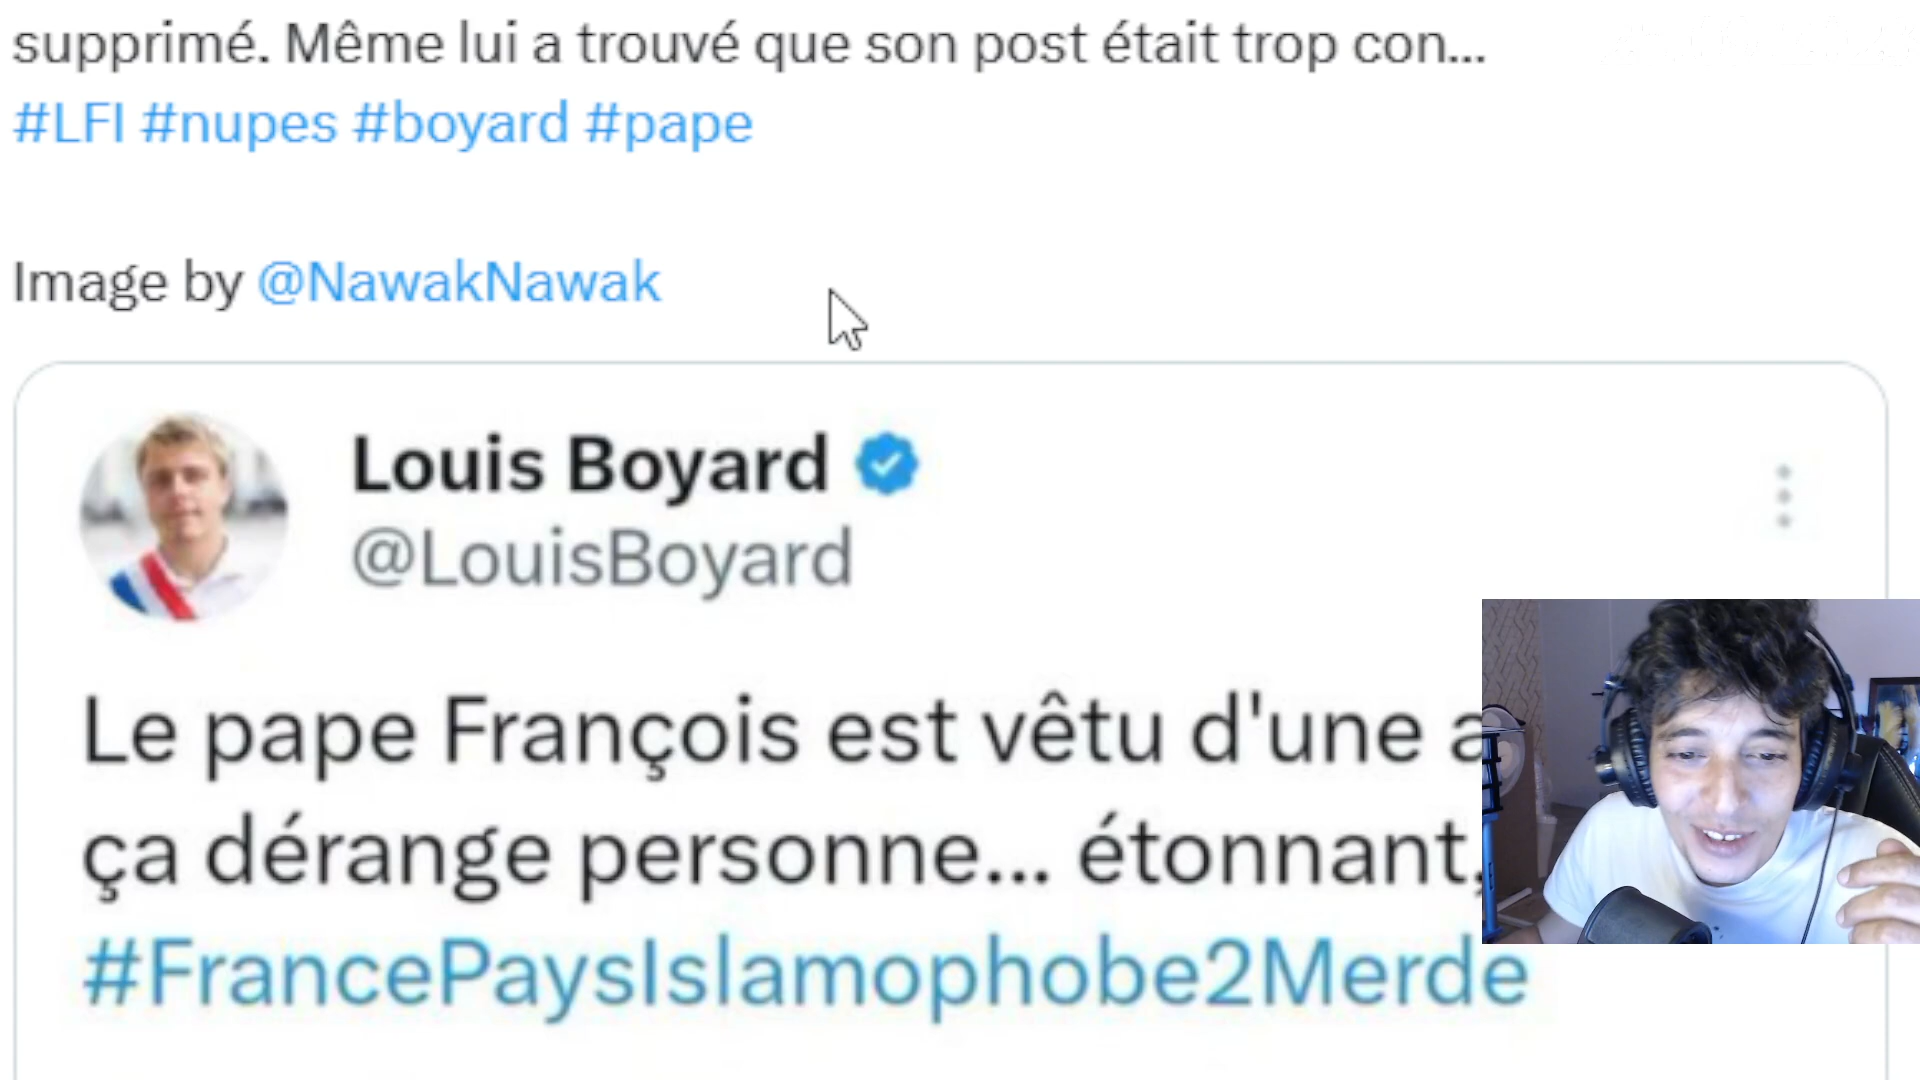 supprimé. Même lui a trouvé que son post était trop con...
#LFI #nupes #boyard #pape
Image by @NawakNawak
Louis Boyard
@LouisBoyard
Le pape François est vêtu d'une
ça dérange personne... étonnant,
#FrancePaysIslamophobe2Merde